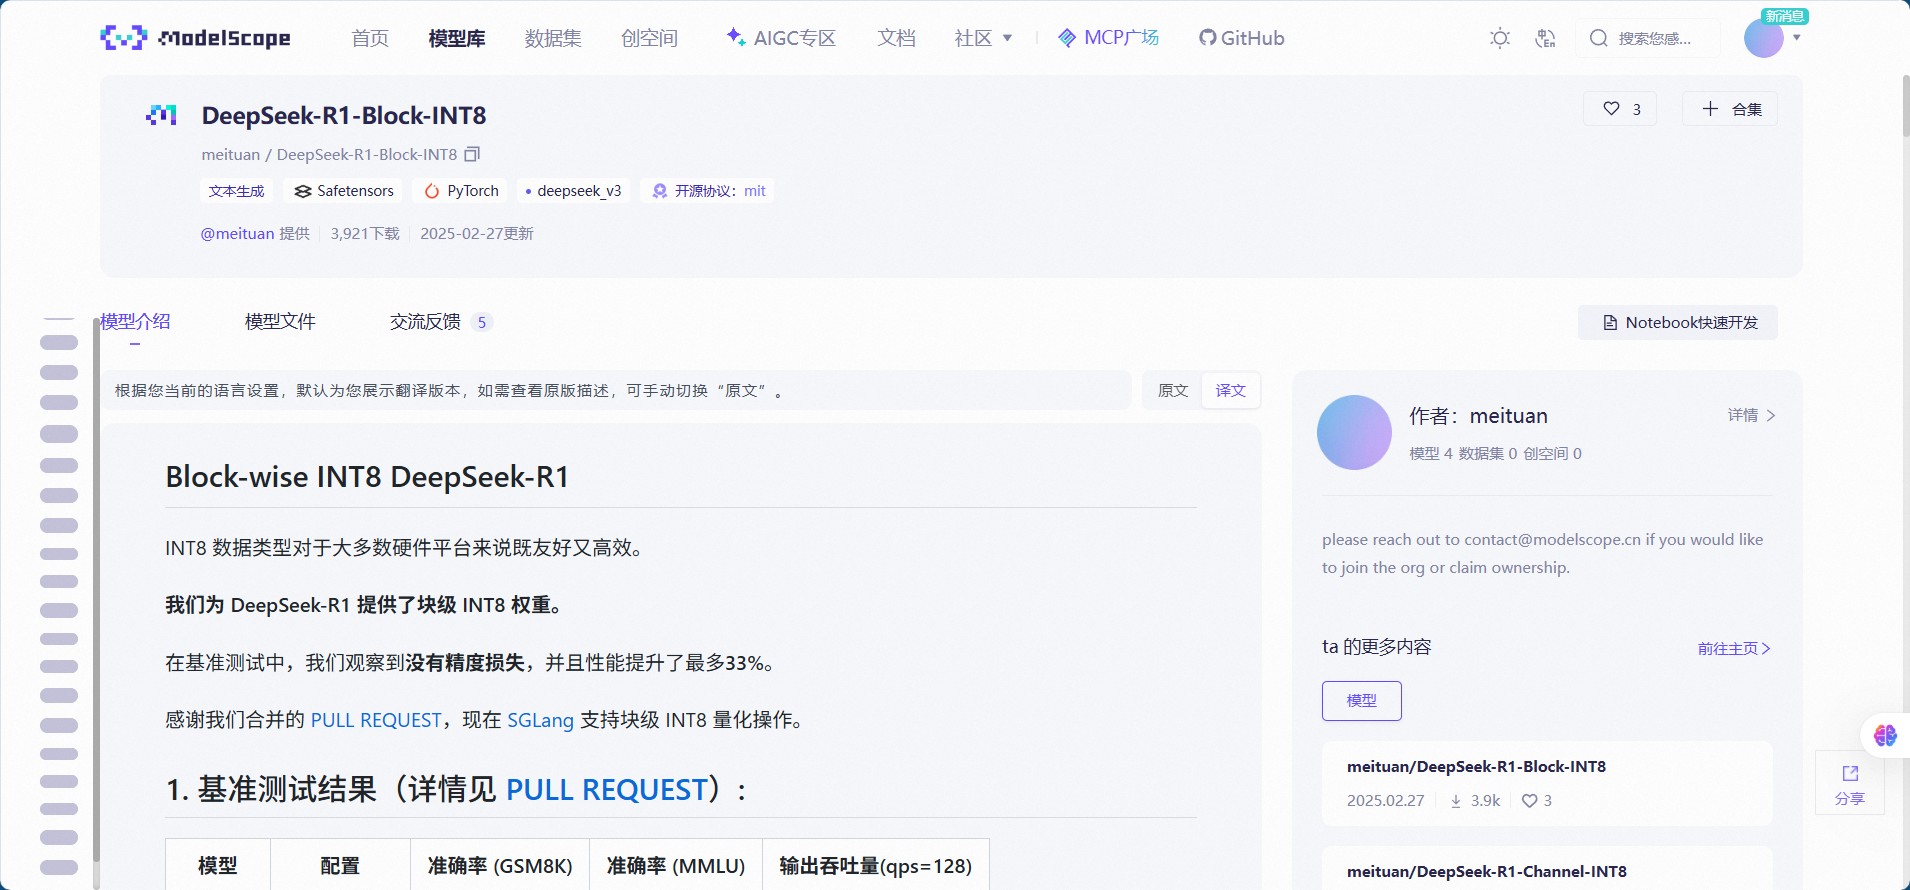 ModelScope
首页
模型库
数据集
创空间
AIGC专区
文档
社区
MCP广场
GitHub
搜索您感...
新消息
DeepSeek-R1-Block-INT8
3
合集
meituan / DeepSeek-R1-Block-INT8
文本生成
Safetensors
PyTorch
deepseek_v3
开源协议：mit
@meituan 提供
3,921下载
2025-02-27更新
模型介绍
模型文件
交流反馈 5
Notebook快速开发
根据您当前的语言设置，默认为您展示翻译版本，如需查看原版描述，可手动切换“原文”。
原文
译文
Block-wise INT8 DeepSeek-R1
INT8 数据类型对于大多数硬件平台来说既友好又高效。
我们为 DeepSeek-R1 提供了块级 INT8 权重。
在基准测试中，我们观察到没有精度损失，并且性能提升了最多33%。
感谢我们合并的 PULL REQUEST，现在 SGLang 支持块级 INT8 量化操作。
1. 基准测试结果（详情见 PULL REQUEST）：
模型
配置
准确率 (GSM8K)
准确率 (MMLU)
输出吞吐量(qps=128)
作者：meituan
详情
模型 4 数据集 0 创空间 0
please reach out to contact@modelscope.cn if you would like
to join the org or claim ownership.
ta 的更多内容
前往主页
模型
meituan/DeepSeek-R1-Block-INT8
2025.02.27
3.9k
3
meituan/DeepSeek-R1-Channel-INT8
分享